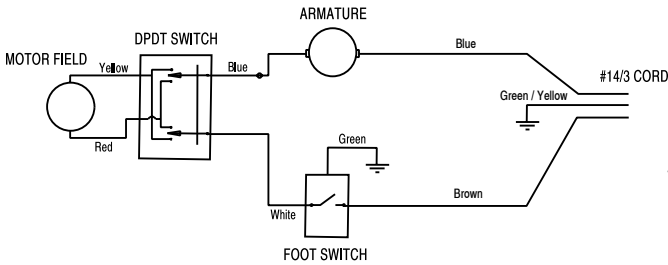 ARMATURE
DPDT SWITCH
MOTOR FIELD
Yellow
Blue
Blue
#14/3 CORD
Green / Yellow
Red
Green
Brown
White
FOOT SWITCH